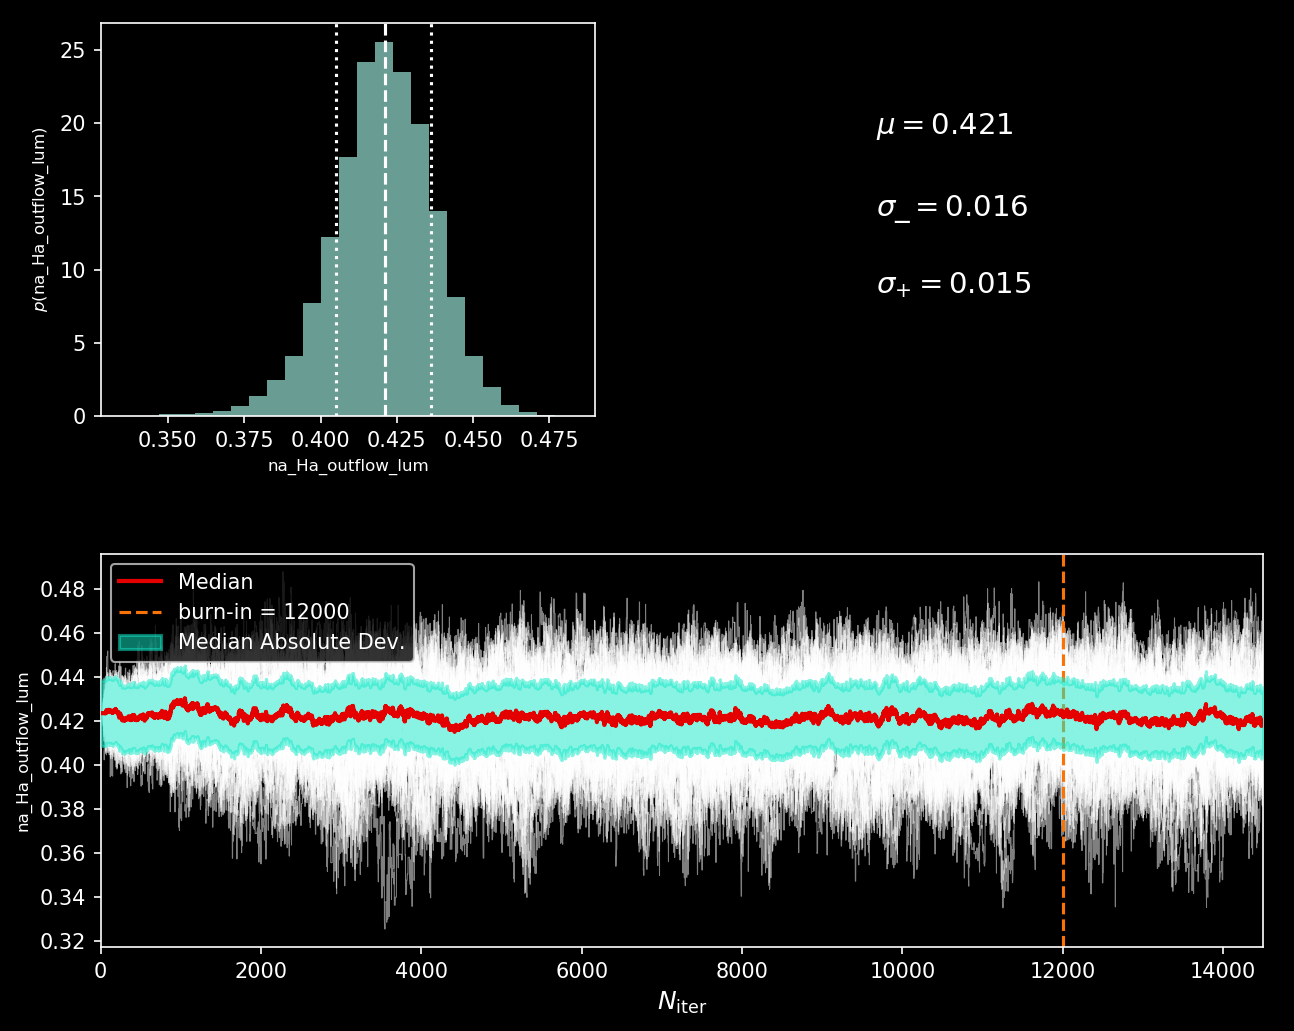 25
20
15
10
5
0
p(na_Ha_outflow_lum)
0.350 0.375 0.400 0.425 0.450 0.475
na_Ha_outflow_lum
μ = 0.421
σ_ = 0.016
σ+ = 0.015
Median
burn-in = 12000
Median Absolute Dev.
0.48
0.46
0.44
0.42
0.40
0.38
0.36
0.34
0.32
na_Ha_outflow_lum
0 2000 4000 6000 8000 10000 12000 14000
Niter